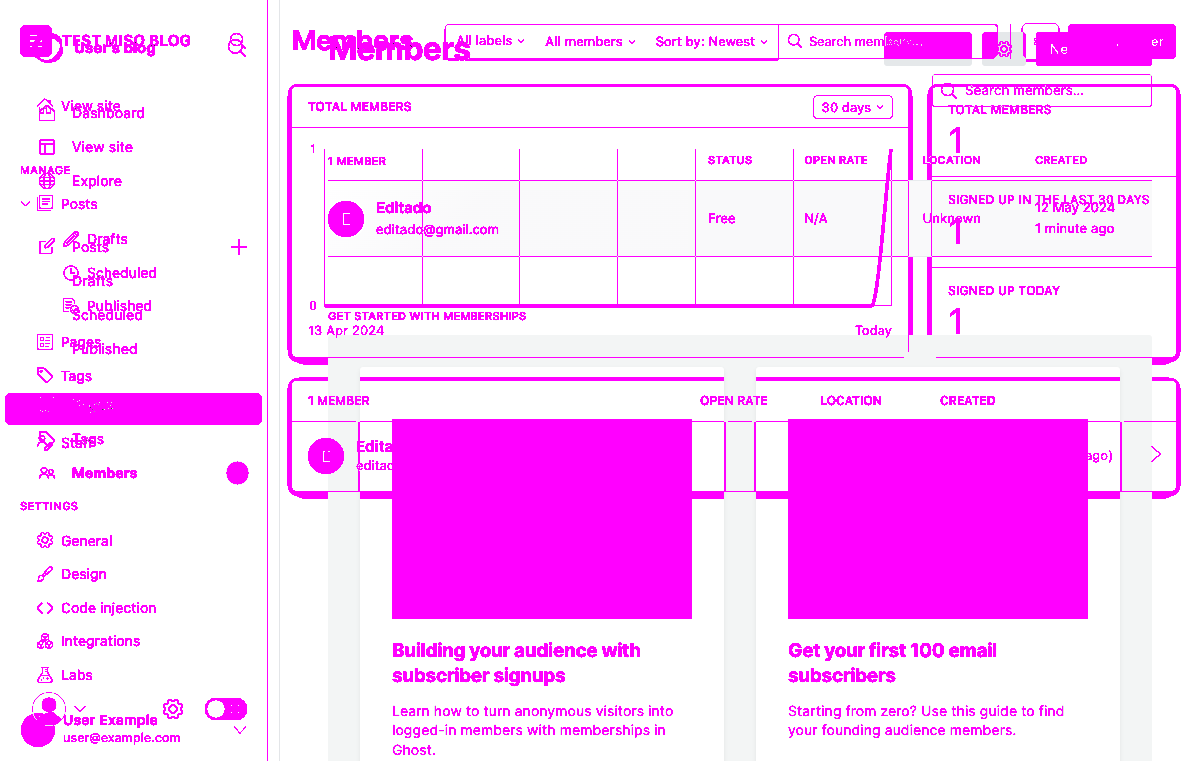 TEST MISO BLOG
User's Blog
View site
Dashboard
View site
MANAGE
Explore
Posts
Drafts
Posts
Scheduled
Drafts
Published
Scheduled
Pages
Published
Tags
Tags
Staff
Members
SETTINGS
General
Design
Code injection
Integrations
Labs
User Example
user@example.com
Members
Members
All labels
All members
Sort by: Newest
Search members...
Ne
er
Search members...
TOTAL MEMBERS
30 days
TOTAL MEMBERS
1
1
1 MEMBER
STATUS
OPEN RATE
LOCATION
CREATED
SIGNED UP IN THE LAST 30 DAYS
1
Editado
editado@gmail.com
Free
N/A
Unknown
12 May 2024
1 minute ago
SIGNED UP TODAY
1
0
GET STARTED WITH MEMBERSHIPS
13 Apr 2024
Today
1 MEMBER
OPEN RATE
LOCATION
CREATED
Edita
editad
ago)
Building your audience with
subscriber signups
Learn how to turn anonymous visitors into
logged-in members with memberships in
Ghost.
Get your first 100 email
subscribers
Starting from zero? Use this guide to find
your founding audience members.